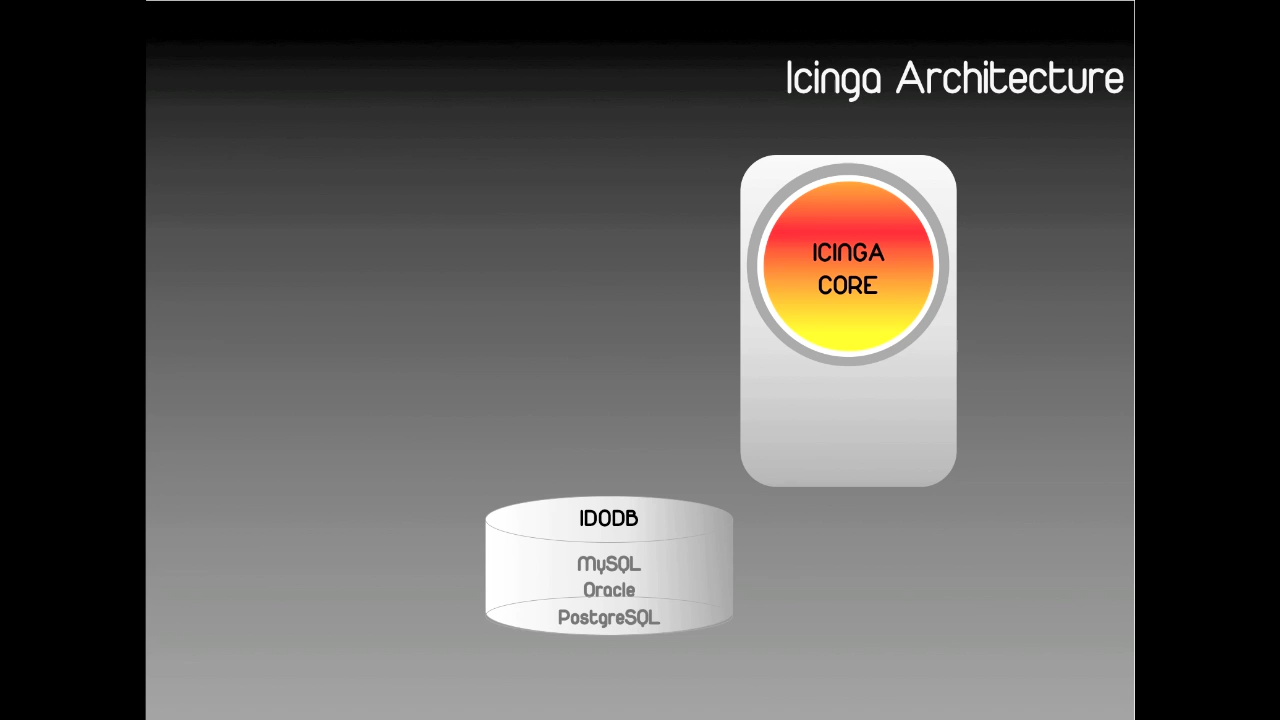 Icinga Architecture
ICINGA
CORE
IDODB
MySQL
Oracle
PostgreSQL